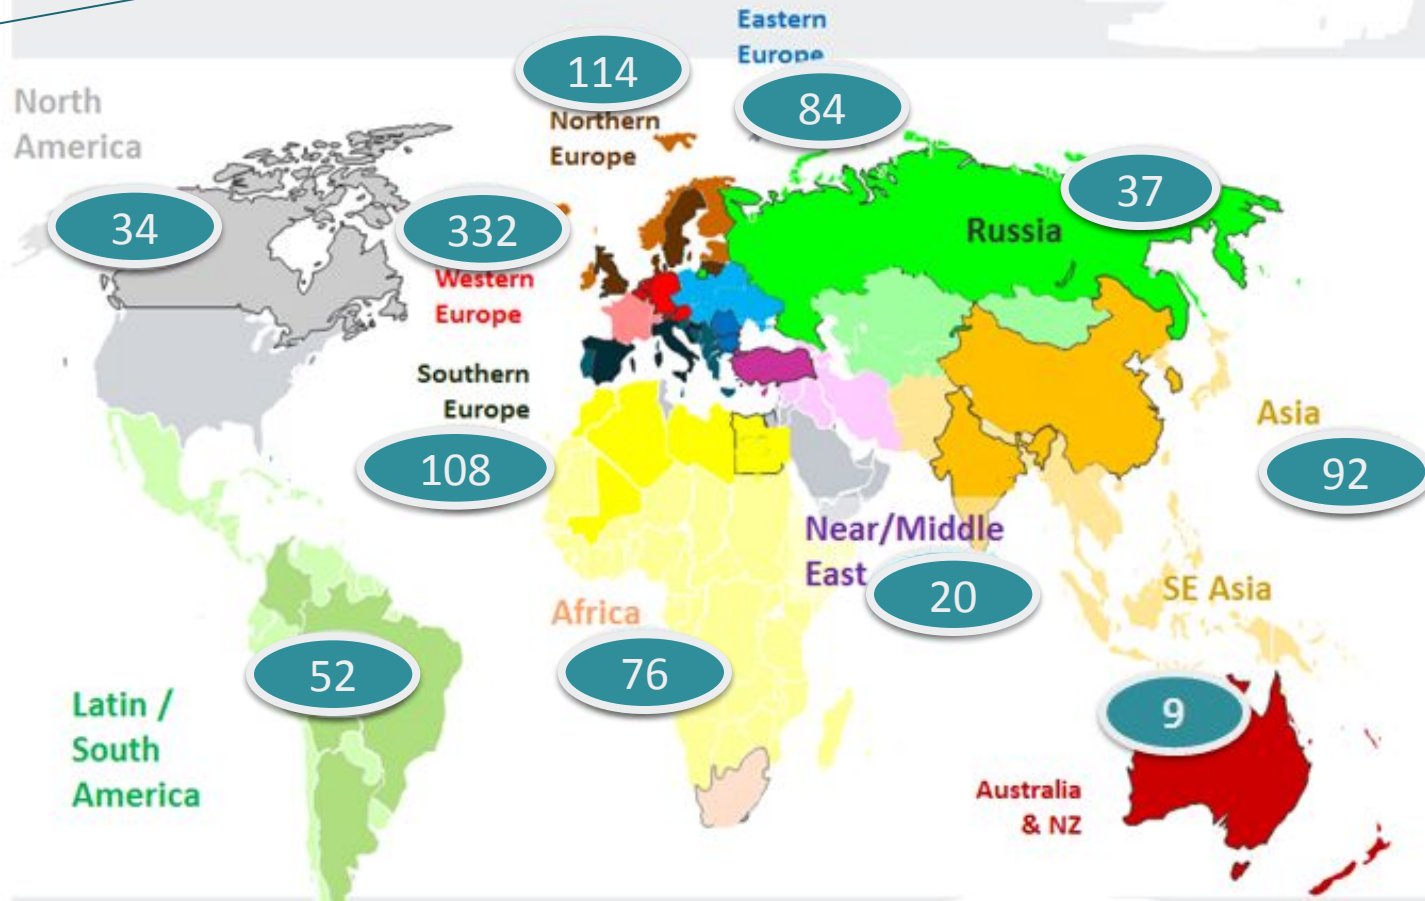 Eastern
Europe
114
84
North
America
Northern
Europe
37
34
332
Russia
Western
Europe
Southern
Europe
Asia
108
92
Near/Middle
East
20
SE Asia
Africa
52
76
Latin /
South
America
9
Australia
& NZ